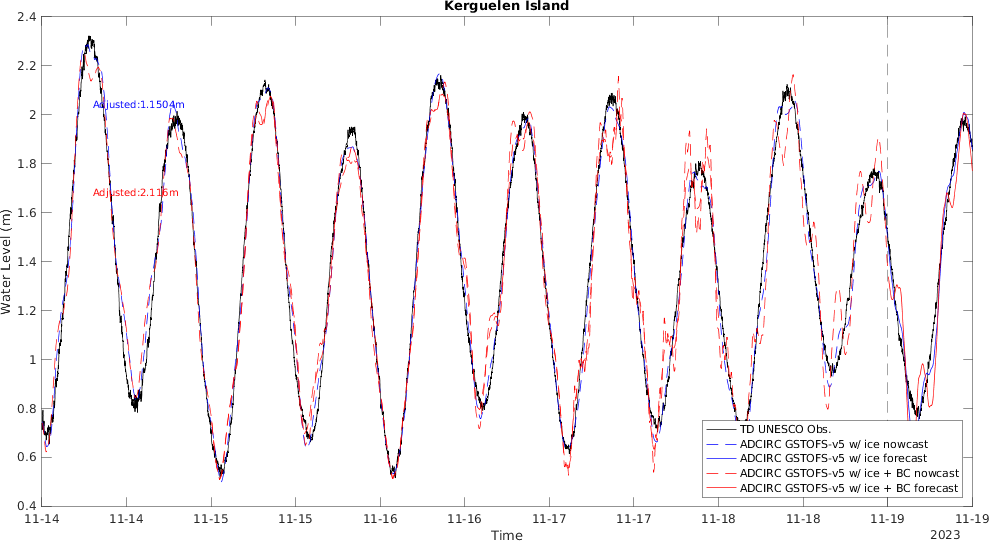 Kerguelen Island
2.4
2.2
2
1.8
1.6
1.4
1.2
1
0.8
0.6
0.4
Water Level (m)
Adjusted:1.1504m
Adjusted:2.116m
TD UNESCO Obs.
ADCIRC GSTOFS-v5 w/ ice nowcast
ADCIRC GSTOFS-v5 w/ ice forecast
ADCIRC GSTOFS-v5 w/ ice + BC nowcast
ADCIRC GSTOFS-v5 w/ ice + BC forecast
11-14 11-14 11-15 11-15 11-16 11-16 11-17 11-17 11-18 11-18 11-19 11-19
Time
2023